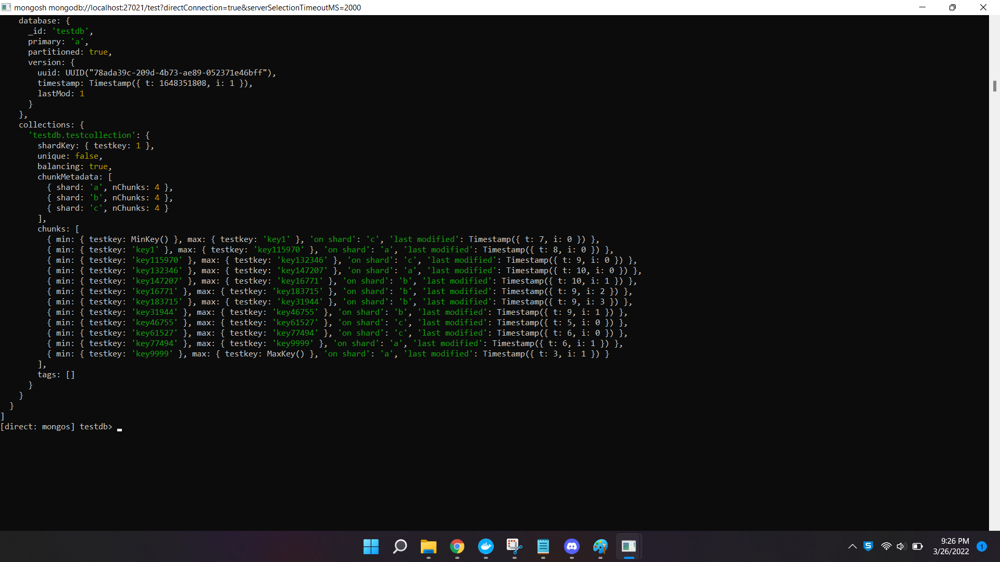 mongosh mongodb://localhost:27021/test?directConnection=true&serverSelectionTimeoutMS=2000
database: {
_id: 'testdb',
primary: 'a',
partitioned: true,
version: {
uuid: UUID("78ada39c-209d-4b73-ae89-052371e46bff"),
timestamp: Timestamp({ t: 1648351808, i: 1 }),
lastMod: 1
}
},
collections: {
'testdb.testcollection': {
shardKey: { testkey: 1 },
unique: false,
balancing: true,
chunkMetadata: [
{ shard: 'a', nChunks: 4 },
{ shard: 'b', nChunks: 4 },
{ shard: 'c', nChunks: 4 }
],
chunks: [
{ min: { testkey: MinKey() }, max: { testkey: 'key1' }, 'on shard': 'c', 'last modified': Timestamp({ t: 7, i: 0 }) },
{ min: { testkey: 'key1' }, max: { testkey: 'key115970' }, 'on shard': 'a', 'last modified': Timestamp({ t: 8, i: 0 }) },
{ min: { testkey: 'key115970' }, max: { testkey: 'key132346' }, 'on shard': 'c', 'last modified': Timestamp({ t: 9, i: 0 }) },
{ min: { testkey: 'key132346' }, max: { testkey: 'key147207' }, 'on shard': 'a', 'last modified': Timestamp({ t: 10, i: 0 }) },
{ min: { testkey: 'key147207' }, max: { testkey: 'key16771' }, 'on shard': 'b', 'last modified': Timestamp({ t: 10, i: 1 }) },
{ min: { testkey: 'key16771' }, max: { testkey: 'key183715' }, 'on shard': 'b', 'last modified': Timestamp({ t: 9, i: 2 }) },
{ min: { testkey: 'key183715' }, max: { testkey: 'key31944' }, 'on shard': 'b', 'last modified': Timestamp({ t: 9, i: 3 }) },
{ min: { testkey: 'key31944' }, max: { testkey: 'key46755' }, 'on shard': 'b', 'last modified': Timestamp({ t: 9, i: 1 }) },
{ min: { testkey: 'key46755' }, max: { testkey: 'key61527' }, 'on shard': 'c', 'last modified': Timestamp({ t: 5, i: 0 }) },
{ min: { testkey: 'key61527' }, max: { testkey: 'key77494' }, 'on shard': 'c', 'last modified': Timestamp({ t: 6, i: 0 }) },
{ min: { testkey: 'key77494' }, max: { testkey: 'key9999' }, 'on shard': 'a', 'last modified': Timestamp({ t: 6, i: 1 }) },
{ min: { testkey: 'key9999' }, max: { testkey: MaxKey() }, 'on shard': 'a', 'last modified': Timestamp({ t: 3, i: 1 }) }
],
tags: []
}
}
}
]
[direct: mongos] testdb>
S
9:26 PM
3/26/2022
1